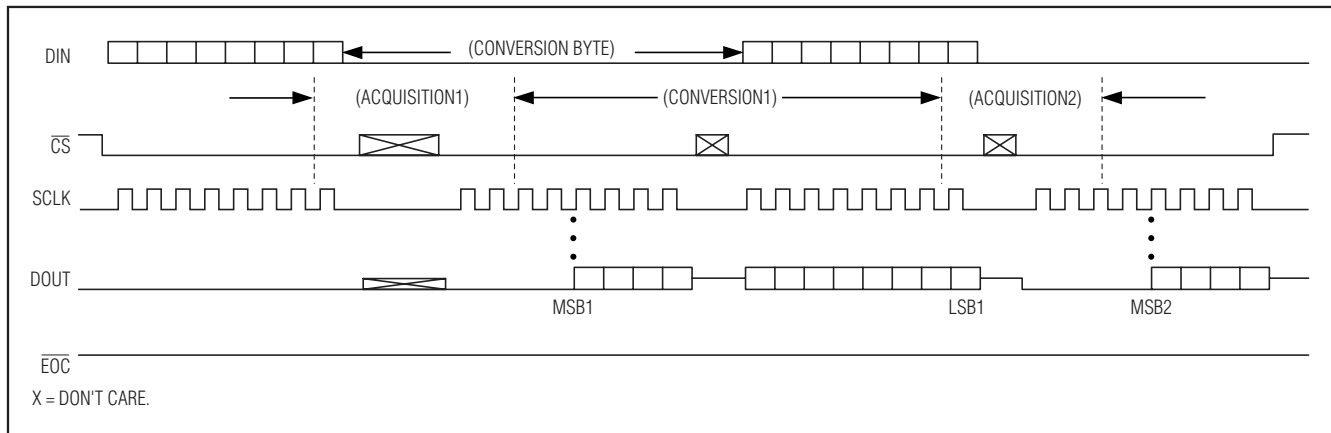 DIN
(CONVERSION BYTE)
(ACQUISITION1)
(CONVERSION1)
(ACQUISITION2)
CS
SCLK
DOUT
MSB1
LSB1
MSB2
EOC
X = DON'T CARE.